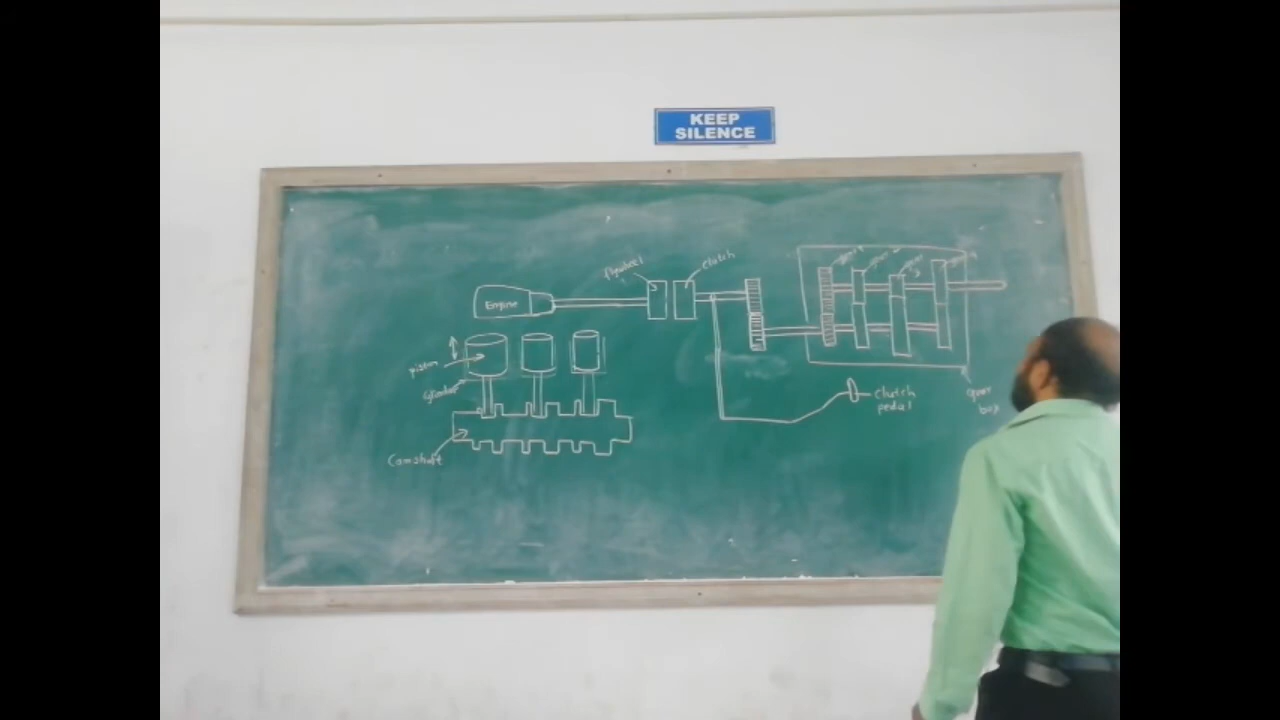 KEEP
SILENCE
flywheel
clutch
Engine
piston
cylinder
Camshaft
clutch
pedal
gear
box